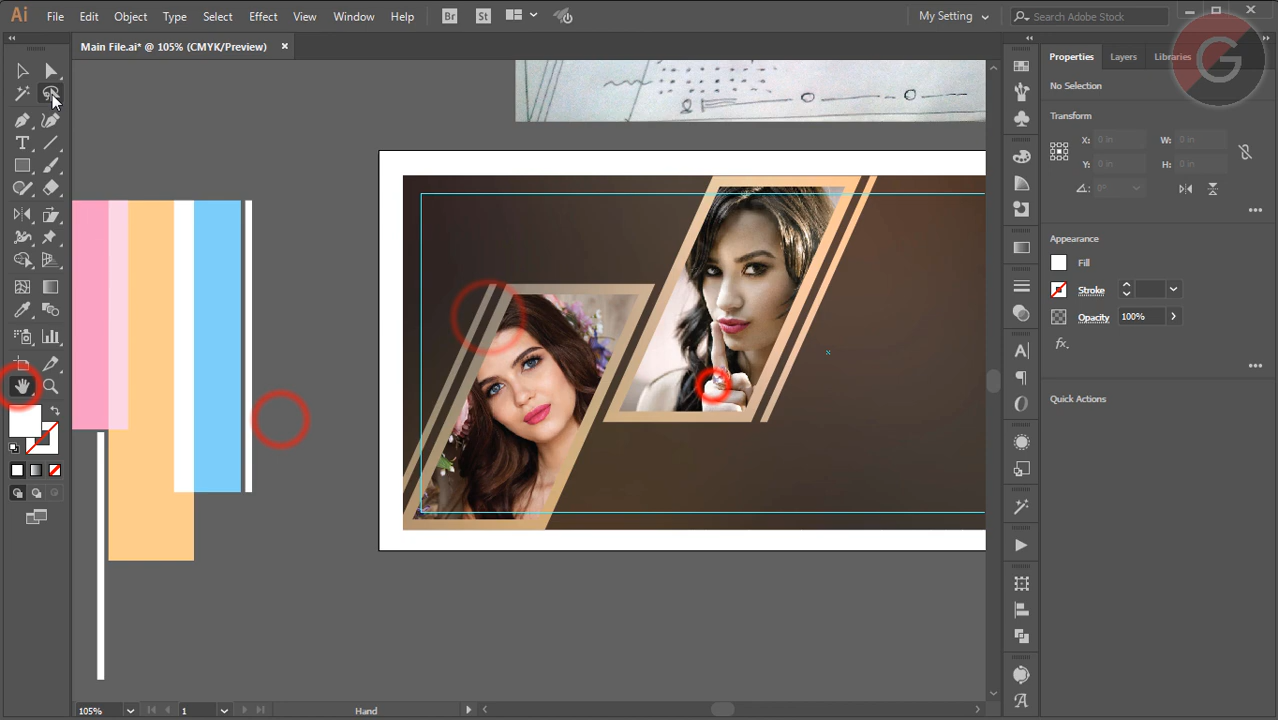 Ai File Edit Object Type Select Effect View Window Help Br St My Setting Search Adobe Stock
Main File.ai* @ 105% (CMYK/Preview)
Properties Layers Libraries
No Selection
Transform
X: 0 in W: 0 in
Y: 0 in H: 0 in
0°
Appearance
Fill
Stroke
Opacity 100%
fx.
Quick Actions
105% 1 Hand